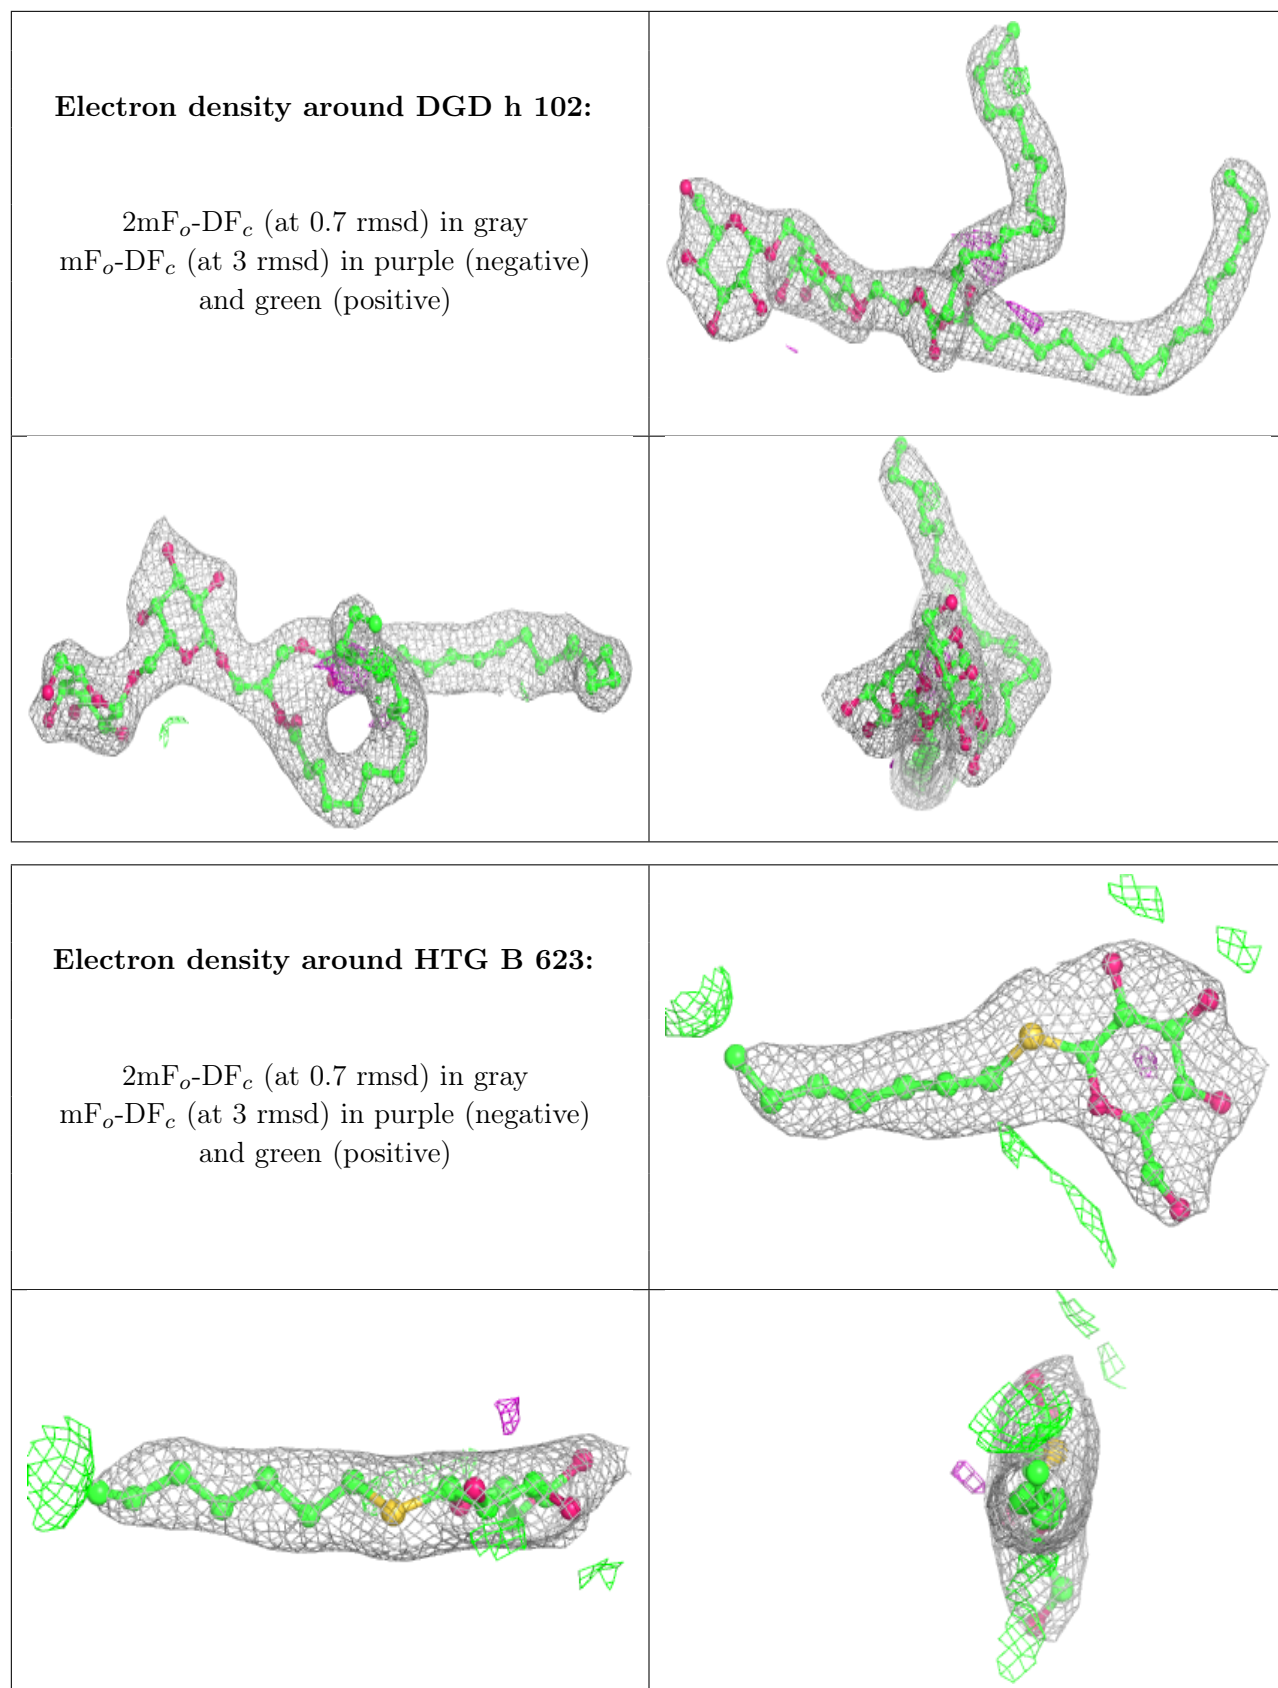 Electron density around DGD h 102:
2mFo-DFc (at 0.7 rmsd) in gray
mFo-DFc (at 3 rmsd) in purple (negative)
and green (positive)
Electron density around HTG B 623:
2mFo-DFc (at 0.7 rmsd) in gray
mFo-DFc (at 3 rmsd) in purple (negative)
and green (positive)